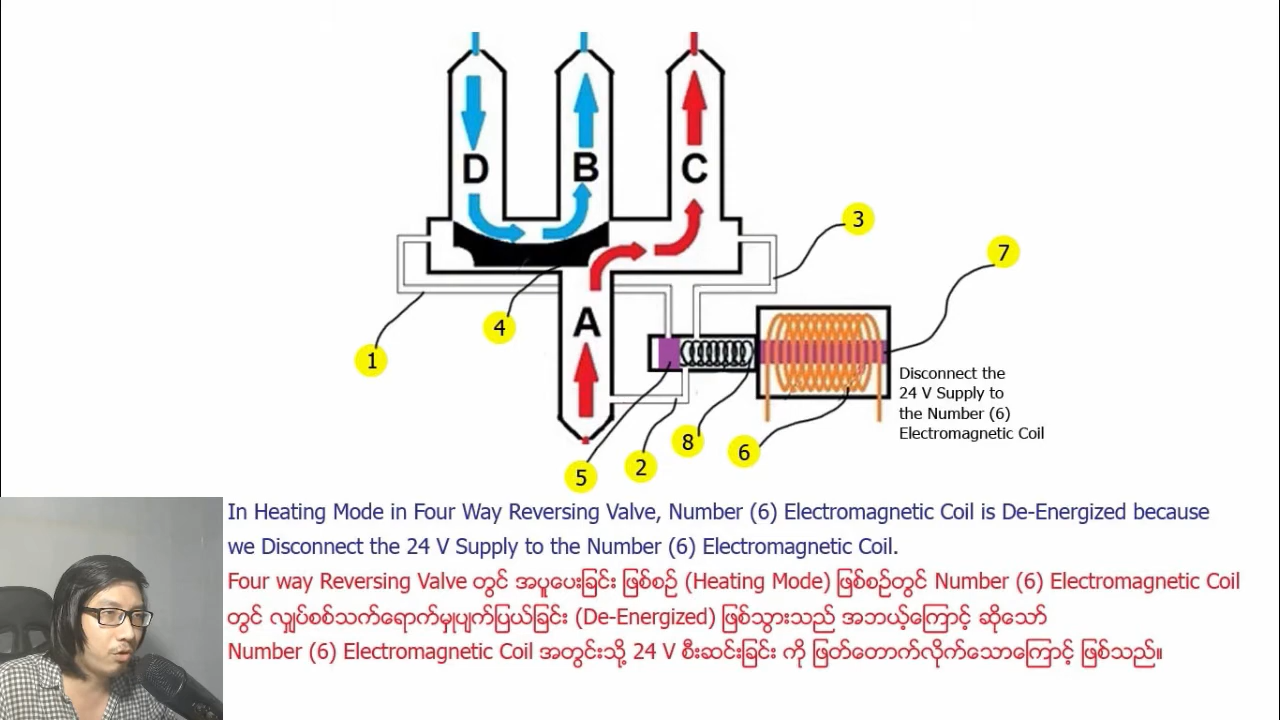 D
B
C
3
7
4
A
1
Disconnect the
24 V Supply to
the Number (6)
Electromagnetic Coil
8
6
2
5
In Heating Mode in Four Way Reversing Valve, Number (6) Electromagnetic Coil is De-Energized because
we Disconnect the 24 V Supply to the Number (6) Electromagnetic Coil.
Four way Reversing Valve တွင် အပူပေးခြင်း ဖြစ်စဉ် (Heating Mode) ဖြစ်စဉ်တွင် Number (6) Electromagnetic Coil
တွင် လျှပ်စစ်သက်ရောက်မှုပျက်ပြယ်ခြင်း (De-Energized) ဖြစ်သွားသည် အဘယ့်ကြောင့် ဆိုသော်
Number (6) Electromagnetic Coil အတွင်းသို့ 24 V စီးဆင်းခြင်း ကို ဖြတ်တောက်လိုက်သောကြောင့် ဖြစ်သည်။